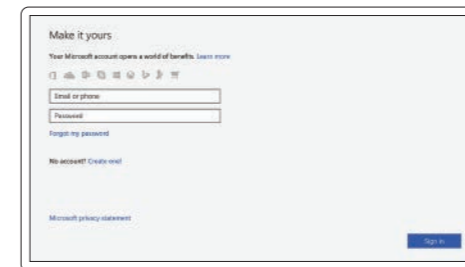 Make it yours
Your Microsoft account opens a world of benefits. Learn more
Email or phone
Password
Forgot my password
No account? Create one!
Microsoft privacy statement
Sign in